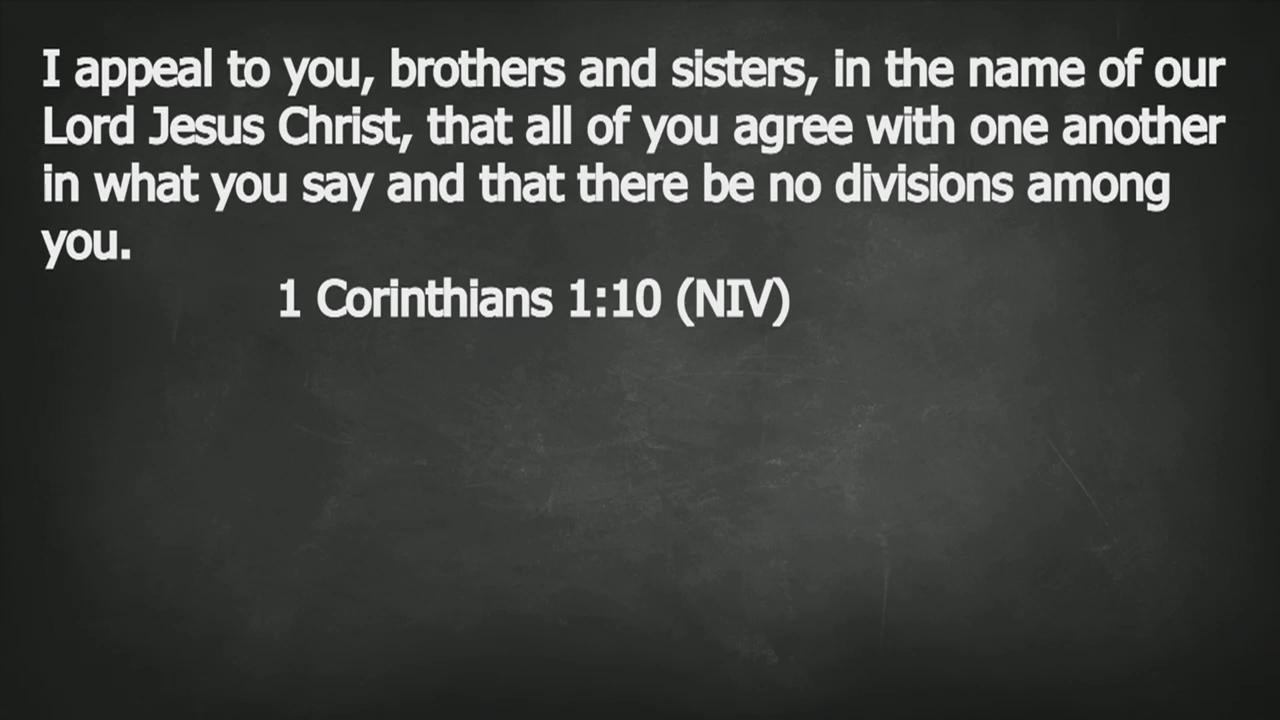 I appeal to you, brothers and sisters, in the name of our
Lord Jesus Christ, that all of you agree with one another
in what you say and that there be no divisions among
you.
1 Corinthians 1:10 (NIV)